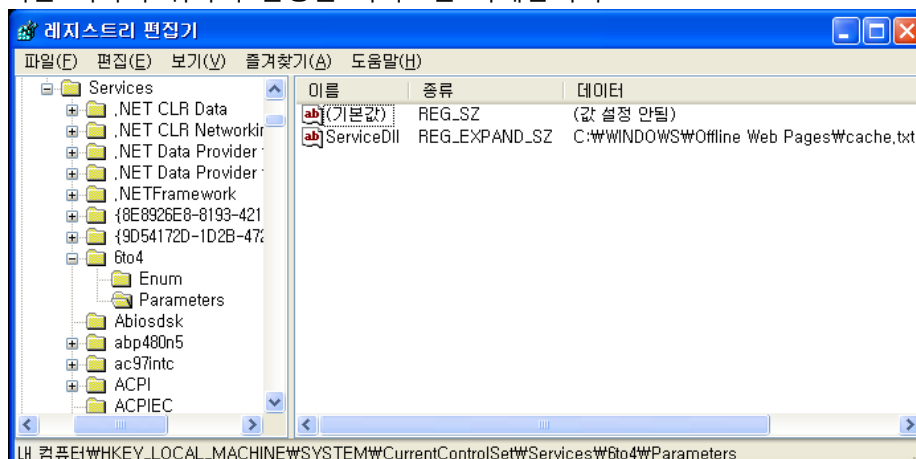 레지스트리 편집기
파일(F) 편집(E) 보기(V) 즐겨찾기(A) 도움말(H)
Services
.NET CLR Data
.NET CLR Networkin
.NET Data Provider
.NET Data Provider
.NETFramework
{8E8926E8-8193-421
{9D54172D-1D2B-472
6to4
Enum
Parameters
Abiosdsk
abp480n5
ac97intc
ACPI
ACPIEC
이름 종류 데이터
(기본값) REG_SZ (값 설정 안됨)
ServiceDll REG_EXPAND_SZ C:₩WINDOWS₩Offline Web Pages₩cache.txt
내 컴퓨터₩HKEY_LOCAL_MACHINE₩SYSTEM₩CurrentControlSet₩Services₩6to4₩Parameters